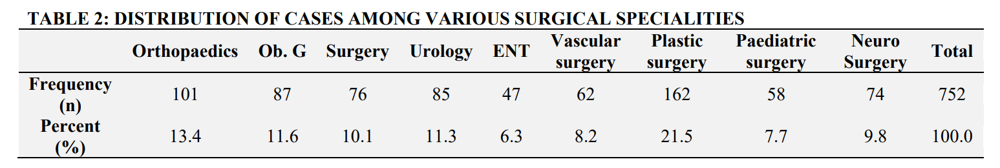 TABLE 2: DISTRIBUTION OF CASES AMONG VARIOUS SURGICAL SPECIALITIES
Orthopaedics Ob. G Surgery Urology ENT Vascular surgery Plastic surgery Paediatric surgery Neuro Surgery Total
Frequency (n) 101 87 76 85 47 62 162 58 74 752
Percent (%) 13.4 11.6 10.1 11.3 6.3 8.2 21.5 7.7 9.8 100.0